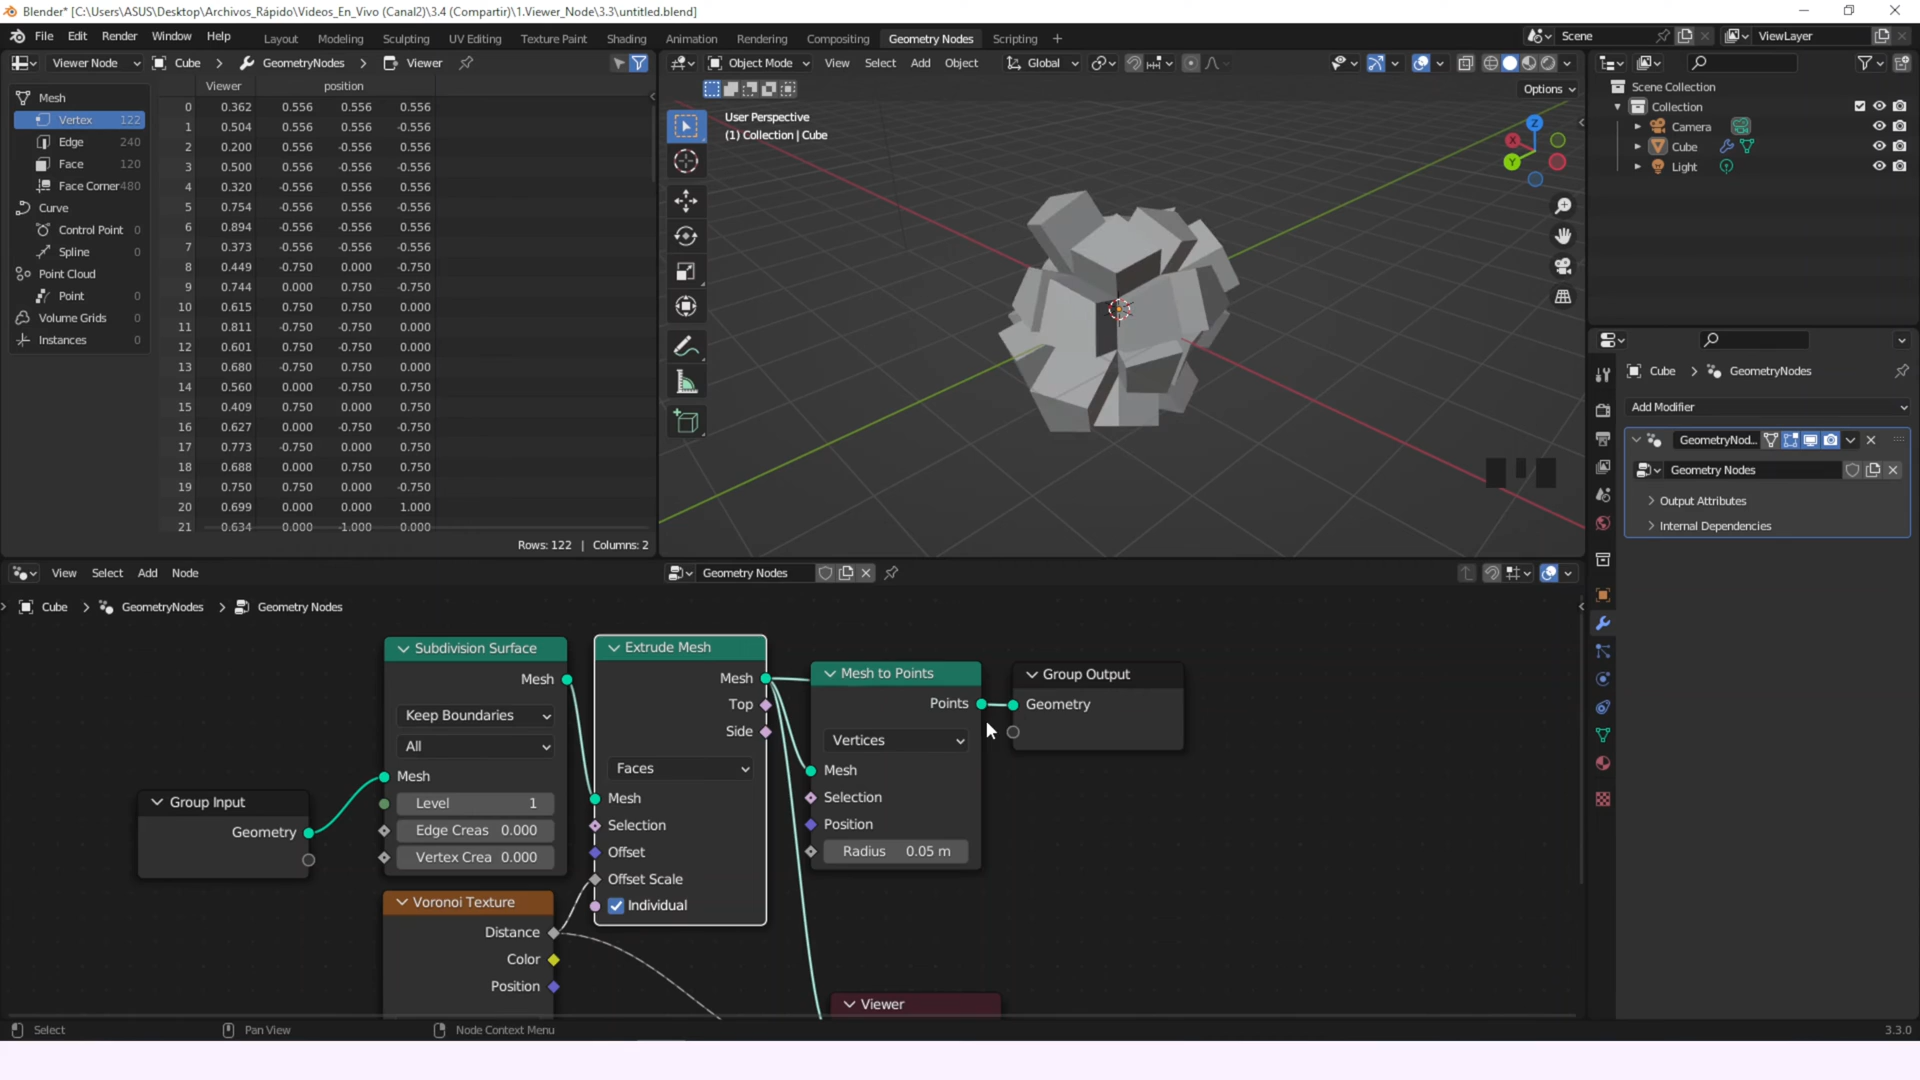 Blender* [C:\Users\ASUS\Desktop\Archivos_Rápido\Videos_En_Vivo (Canal2)\3.4 (Compartir)\1.Viewer_Node\3.3\untitled.blend]
File Edit Render Window Help Layout Modeling Sculpting UV Editing Texture Paint Shading Animation Rendering Compositing Geometry Nodes Scripting + Scene ViewLayer
Viewer Node Cube > GeometryNodes > Viewer
Viewer position
Mesh
Vertex 122
Edge 240
Face 120
Face Corner 480
Curve
Control Point 0
Spline 0
Point Cloud
Point 0
Volume Grids 0
Instances 0
0 0.362 0.556 0.556 0.556
1 0.504 0.556 0.556 -0.556
2 0.200 0.556 -0.556 0.556
3 0.500 0.556 -0.556 -0.556
4 0.320 -0.556 0.556 0.556
5 0.754 -0.556 0.556 -0.556
6 0.894 -0.556 -0.556 0.556
7 0.373 -0.556 -0.556 -0.556
8 0.449 -0.750 0.000 -0.750
9 0.744 0.000 0.750 -0.750
10 0.615 0.750 0.750 0.000
11 0.811 -0.750 -0.750 0.000
12 0.601 0.750 -0.750 0.000
13 0.680 -0.750 0.750 0.000
14 0.560 0.000 -0.750 0.750
15 0.409 0.750 0.000 0.750
16 0.627 0.000 -0.750 -0.750
17 0.773 -0.750 0.000 0.750
18 0.688 0.000 0.750 0.750
19 0.750 0.750 0.000 -0.750
20 0.699 0.000 0.000 1.000
21 0.634 0.000 -1.000 0.000
Rows: 122 | Columns: 2
Object Mode View Select Add Object Global
Options
User Perspective
(1) Collection | Cube
Z
X
Y
Scene Collection
Collection
Camera
Cube
Light
Cube > GeometryNodes
Add Modifier
GeometryNod...
Geometry Nodes
> Output Attributes
> Internal Dependencies
View Select Add Node Geometry Nodes
Cube > GeometryNodes > Geometry Nodes
Group Input
Geometry
Subdivision Surface
Mesh
Keep Boundaries
All
Mesh
Level 1
Edge Creas 0.000
Vertex Crea 0.000
Voronoi Texture
Distance
Color
Position
Extrude Mesh
Mesh
Top
Side
Faces
Mesh
Selection
Offset
Offset Scale
Individual
Mesh to Points
Points
Vertices
Mesh
Selection
Position
Radius 0.05 m
Group Output
Geometry
Viewer
Select Pan View Node Context Menu 3.3.0